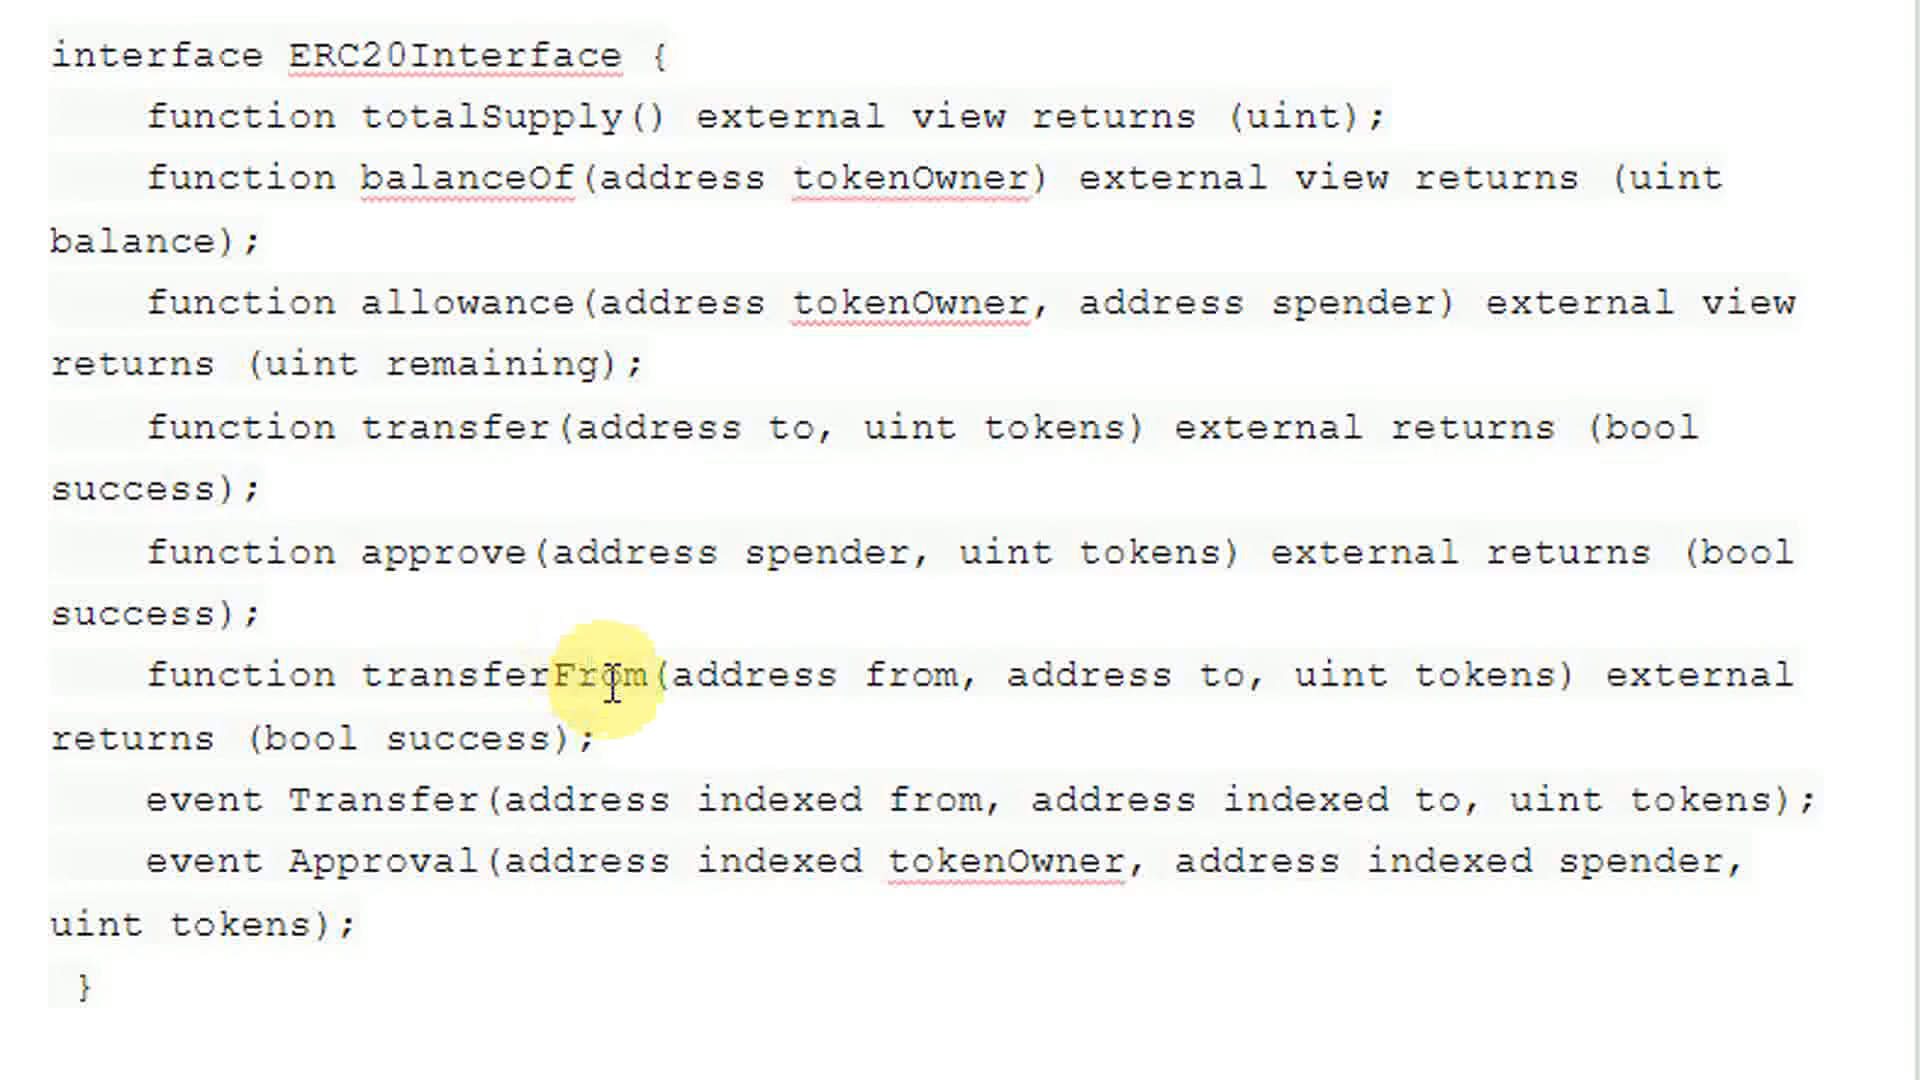 interface ERC20Interface {
    function totalSupply() external view returns (uint);
    function balanceOf(address tokenOwner) external view returns (uint
balance);
    function allowance(address tokenOwner, address spender) external view
returns (uint remaining);
    function transfer(address to, uint tokens) external returns (bool
success);
    function approve(address spender, uint tokens) external returns (bool
success);
    function transferFrom(address from, address to, uint tokens) external
returns (bool success);
    event Transfer(address indexed from, address indexed to, uint tokens);
    event Approval(address indexed tokenOwner, address indexed spender,
uint tokens);
 }